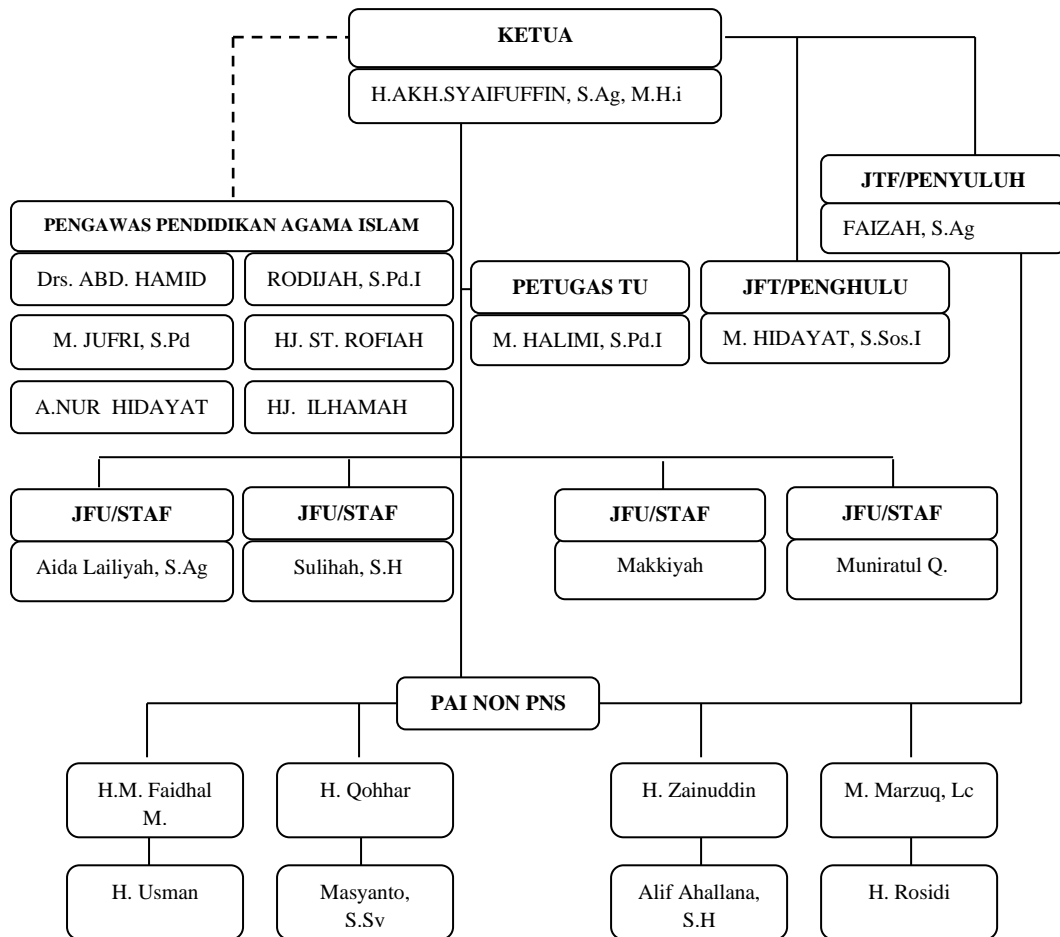 KETUA
H.AKH.SYAIFUFFIN, S.Ag, M.H.i
JTF/PENYULUH
FAIZAH, S.Ag
PENGAWAS PENDIDIKAN AGAMA ISLAM
Drs. ABD. HAMID
RODIJAH, S.Pd.I
M. JUFRI, S.Pd
HJ. ST. ROFIAH
A.NUR HIDAYAT
HJ. ILHAMAH
PETUGAS TU
M. HALIMI, S.Pd.I
JFT/PENGHULU
M. HIDAYAT, S.Sos.I
JFU/STAF
Aida Lailiyah, S.Ag
JFU/STAF
Sulihah, S.H
JFU/STAF
Makkiyah
JFU/STAF
Muniratul Q.
PAI NON PNS
H.M. Faidhal
M.
H. Qohhar
H. Zainuddin
M. Marzuq, Lc
H. Usman
Masyanto,
S.Sv
Alif Ahallana,
S.H
H. Rosidi